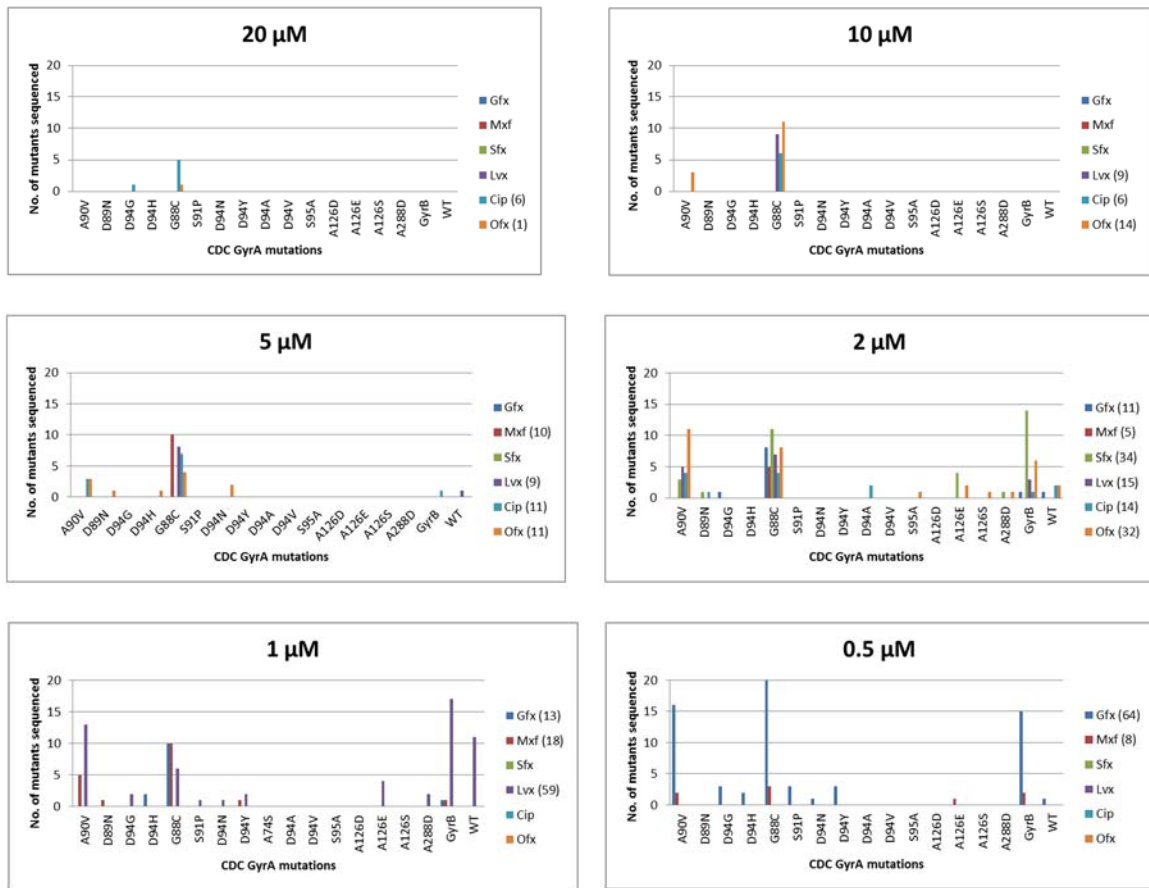 20 µM
No. of mutants sequenced
20
15
10
5
0
A90V
D89N
D94G
D94H
G88C
S91P
D94N
D94Y
D94A
D94V
S95A
A126D
A126E
A126S
A288D
GyrB
WT
CDC GyrA mutations
Gfx
Mxf
Sfx
Lvx
Cip (6)
Ofx (1)
10 µM
No. of mutants sequenced
20
15
10
5
0
A90V
D89N
D94G
D94H
G88C
S91P
D94N
D94Y
D94A
D94V
S95A
A126D
A126E
A126S
A288D
GyrB
WT
CDC GyrA mutations
Gfx
Mxf
Sfx
Lvx (9)
Cip (6)
Ofx (14)
5 µM
No. of mutants sequenced
20
15
10
5
0
A90V
D89N
D94G
D94H
G88C
S91P
D94N
D94Y
D94A
D94V
S95A
A126D
A126E
A126S
A288D
GyrB
WT
CDC GyrA mutations
Gfx
Mxf (10)
Sfx
Lvx (9)
Cip (11)
Ofx (11)
2 µM
No. of mutants sequenced
20
15
10
5
0
A90V
D89N
D94G
D94H
G88C
S91P
D94N
D94Y
D94A
D94V
S95A
A126D
A126E
A126S
A288D
GyrB
WT
CDC GyrA mutations
Gfx (11)
Mxf (5)
Sfx (34)
Lvx (15)
Cip (14)
Ofx (32)
1 µM
No. of mutants sequenced
20
15
10
5
0
A90V
D89N
D94G
D94H
G88C
S91P
D94N
D94Y
A74S
D94A
D94V
S95A
A126D
A126E
A126S
A288D
GyrB
WT
CDC GyrA mutations
Gfx (13)
Mxf (18)
Sfx
Lvx (59)
Cip
Ofx
0.5 µM
No. of mutants sequenced
20
15
10
5
0
A90V
D89N
D94G
D94H
G88C
S91P
D94N
D94Y
D94A
D94V
S95A
A126D
A126E
A126S
A288D
GyrB
WT
CDC GyrA mutations
Gfx (64)
Mxf (8)
Sfx
Lvx
Cip
Ofx